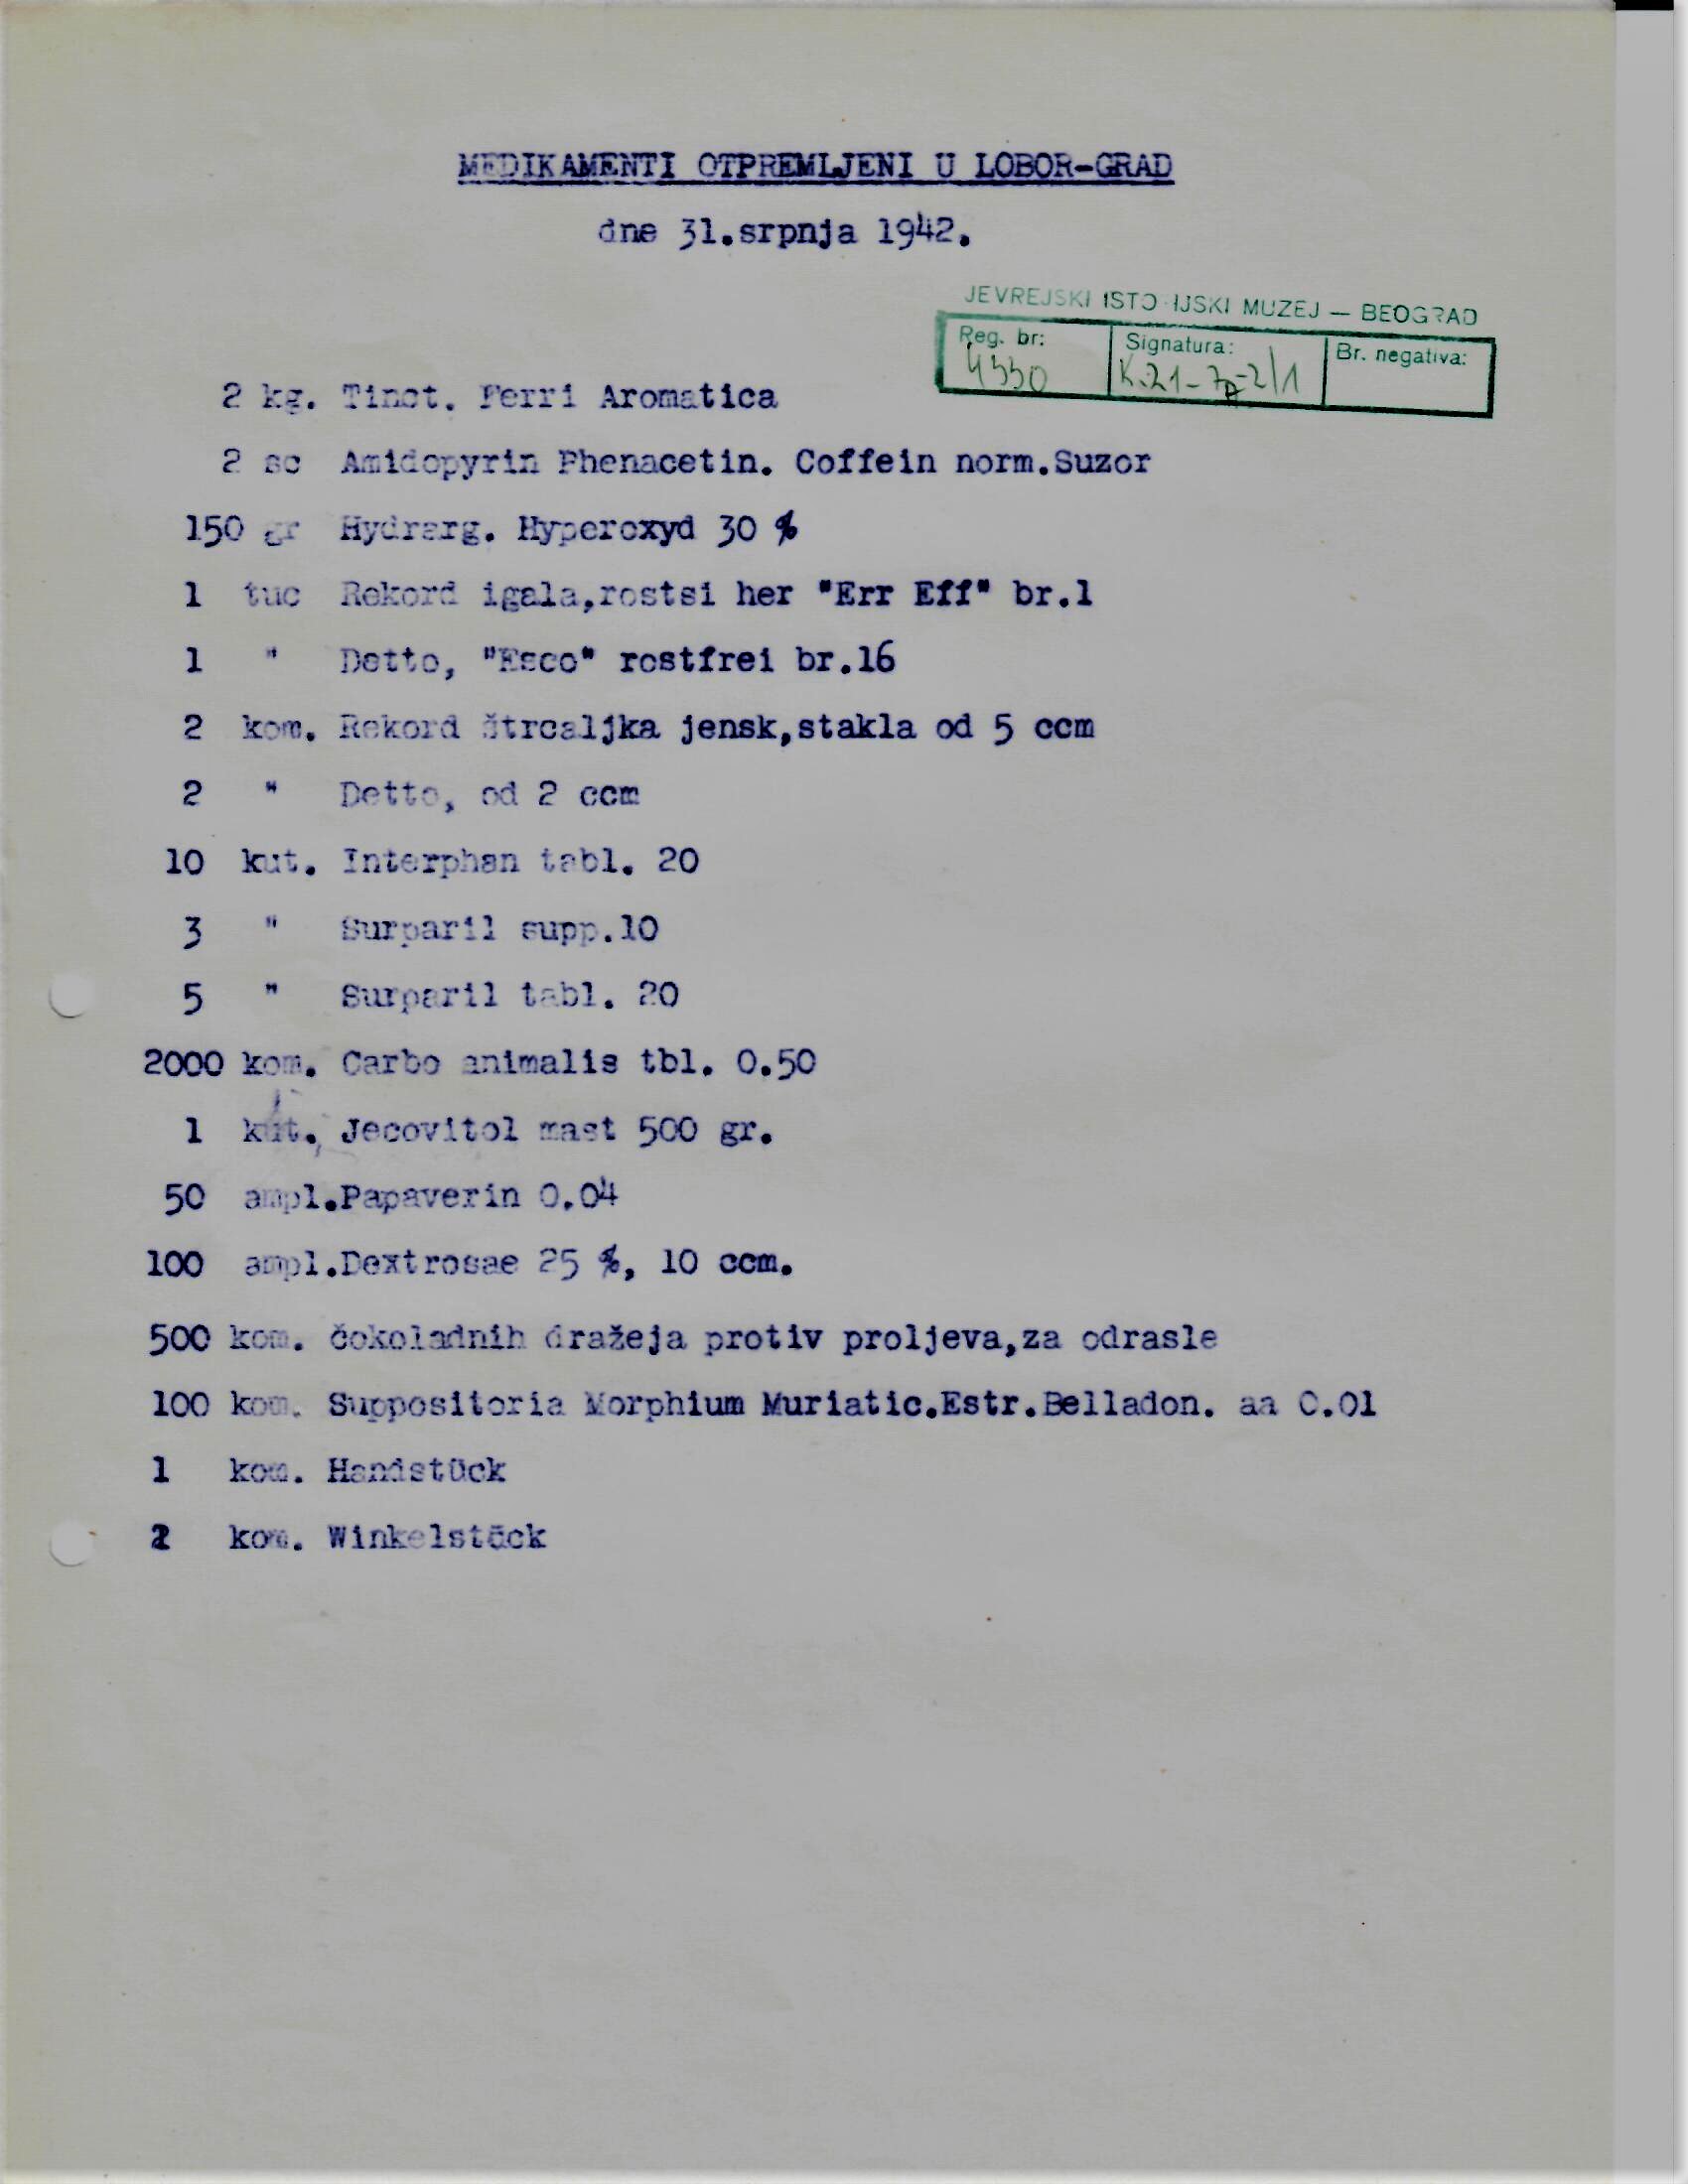 MEDIKAMENTI OTPREMLJENI U LOBOR-GRAD
dne 31.srpnja 1942.
JEVREJSKI ISTORIJSKI MUZEJ — BEOGRAD
Reg. br: Signatura: Br. negativa:
4550 K.21-7A-2/1
2 kg. Tinct. Ferri Aromatica
2 sc Amidopyrin Phenacetin. Coffein norm.Suzor
150 gr Hydrarg. Hyperoxyd 30 %
1 tuc Rekord igala,rostsi her "Err Eff" br.1
1 " Detto, "Esco" rostfrei br.16
2 kom. Rekord štrcaljka jensk,stakla od 5 ccm
2 " Detto, od 2 ccm
10 kut. Interphan tabl. 20
3 " Surparil supp.10
5 " Surparil tabl. 20
2000 kom. Carbo animalis tbl. 0.50
1 kut. Jecovitol mast 500 gr.
50 ampl.Papaverin 0.04
100 ampl.Dextrosae 25 %, 10 ccm.
500 kom. čokoladnih dražeja protiv proljeva,za odrasle
100 kom. Suppositoria Morphium Muriatic.Estr.Belladon. aa 0.01
1 kom. Handstück
2 kom. Winkelstück